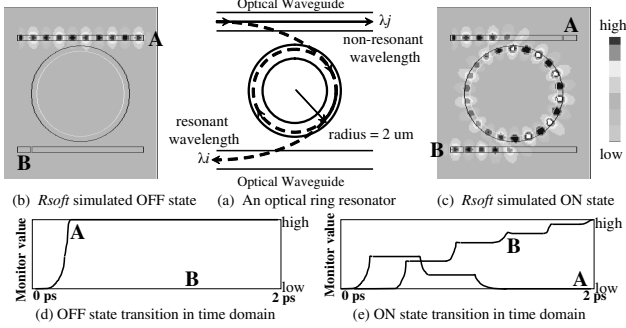 Optical Waveguide
λj
non-resonant
wavelength
resonant
wavelength
λi
radius = 2 um
Optical Waveguide
A
B
A
B
high
low
(b) Rsoft simulated OFF state
(a) An optical ring resonator
(c) Rsoft simulated ON state
Monitor value
A
B
high
low
0 ps
2 ps
(d) OFF state transition in time domain
Monitor value
B
A
high
low
0 ps
2 ps
(e) ON state transition in time domain